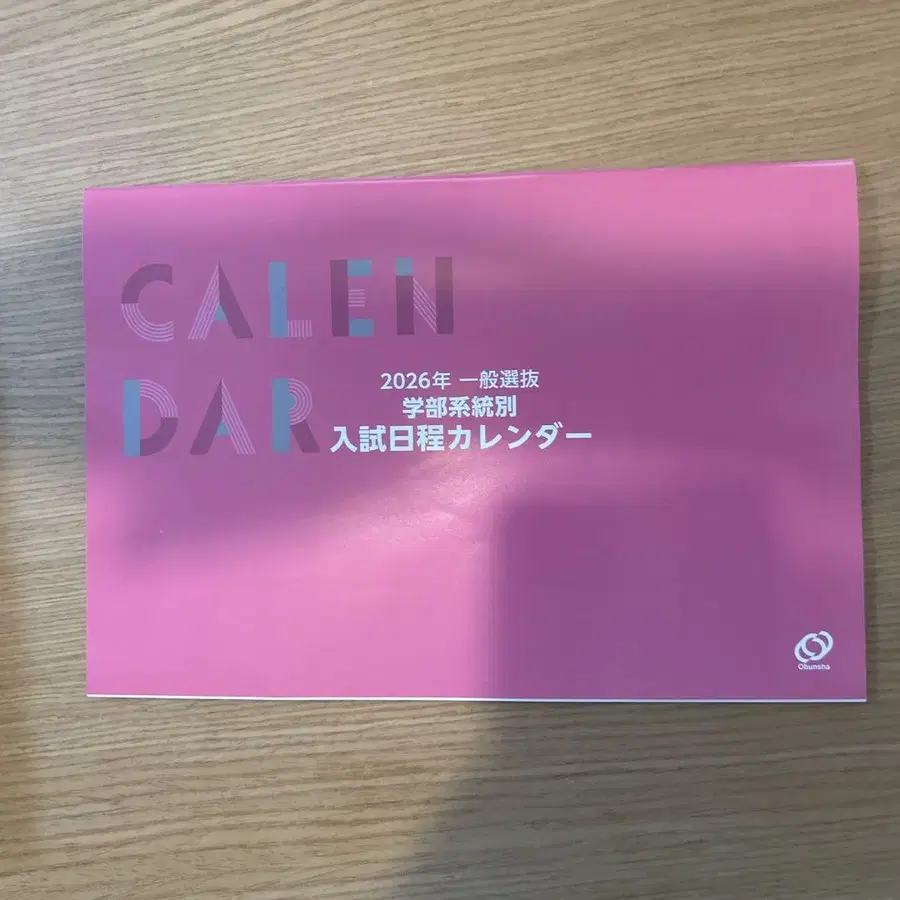 CALEN
DAR
2026年 一般選抜
学部系統別
入試日程カレンダー
Obunsha